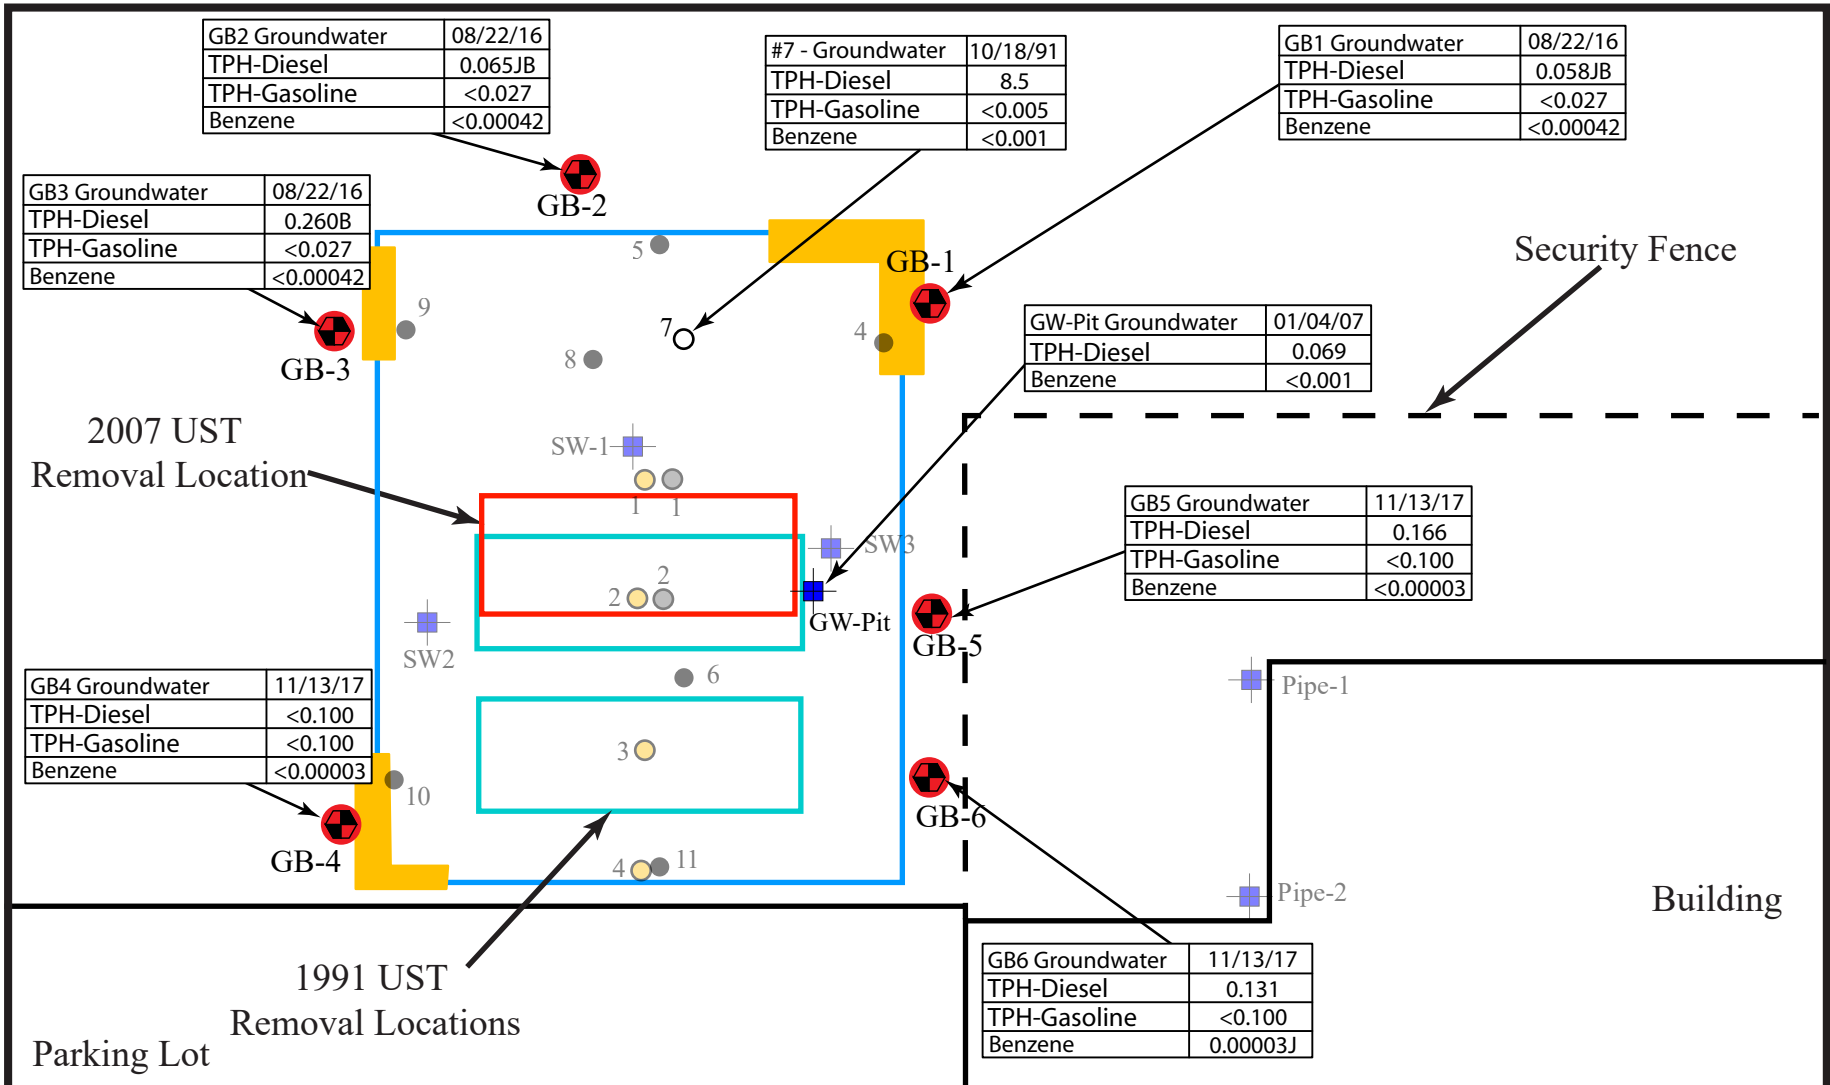 GB2 Groundwater 08/22/16
TPH-Diesel 0.065JB
TPH-Gasoline <0.027
Benzene <0.00042
#7 - Groundwater 10/18/91
TPH-Diesel 8.5
TPH-Gasoline <0.005
Benzene <0.001
GB1 Groundwater 08/22/16
TPH-Diesel 0.058JB
TPH-Gasoline <0.027
Benzene <0.00042
GB3 Groundwater 08/22/16
TPH-Diesel 0.260B
TPH-Gasoline <0.027
Benzene <0.00042
GB-2
5
GB-1
Security Fence
9
GB-3
8
7
4
GW-Pit Groundwater 01/04/07
TPH-Diesel 0.069
Benzene <0.001
2007 UST
Removal Location
SW-1
1
1
SW3
2
2
GW-Pit
SW2
GB5 Groundwater 11/13/17
TPH-Diesel 0.166
TPH-Gasoline <0.100
Benzene <0.00003
GB-5
6
Pipe-1
GB4 Groundwater 11/13/17
TPH-Diesel <0.100
TPH-Gasoline <0.100
Benzene <0.00003
3
10
GB-6
GB-4
4
11
Pipe-2
Building
1991 UST
Removal Locations
GB6 Groundwater 11/13/17
TPH-Diesel 0.131
TPH-Gasoline <0.100
Benzene 0.00003J
Parking Lot